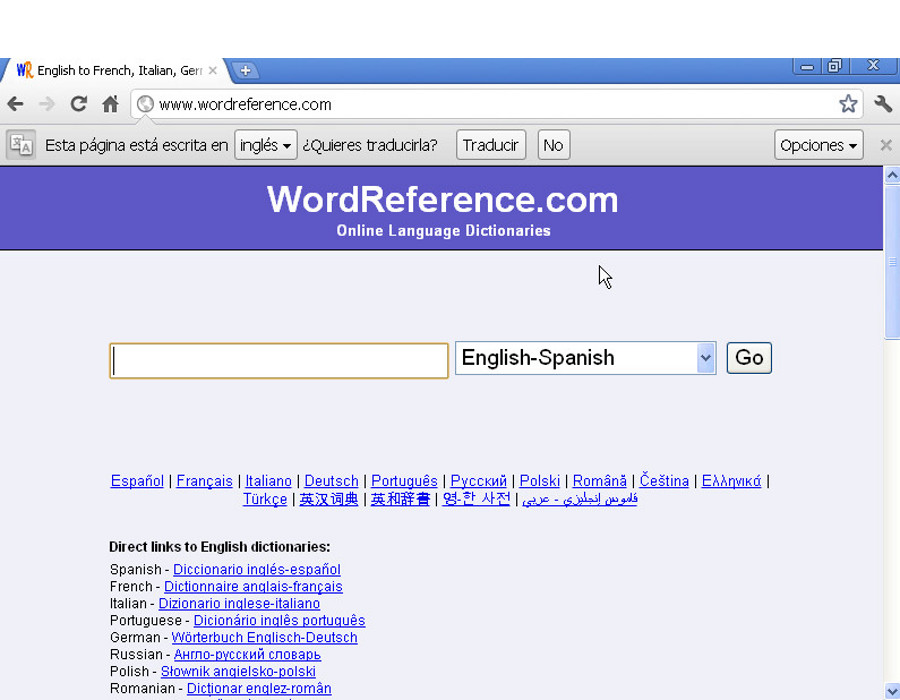 English to French, Italian, Ger
www.wordreference.com
Esta página está escrita en inglés ¿Quieres traducirla? Traducir No Opciones
WordReference.com
Online Language Dictionaries
English-Spanish Go
Español | Français | Italiano | Deutsch | Português | Русский | Polski | Română | Čeština | Ελληνικά |
Türkçe | 英汉词典 | 英和辞書 | 영-한 사전 | قاموس إنجليزي - عربي
Direct links to English dictionaries:
Spanish - Diccionario inglés-español
French - Dictionnaire anglais-français
Italian - Dizionario inglese-italiano
Portuguese - Dicionário inglês português
German - Wörterbuch Englisch-Deutsch
Russian - Англо-русский словарь
Polish - Słownik angielsko-polski
Romanian - Dicționar englez-român